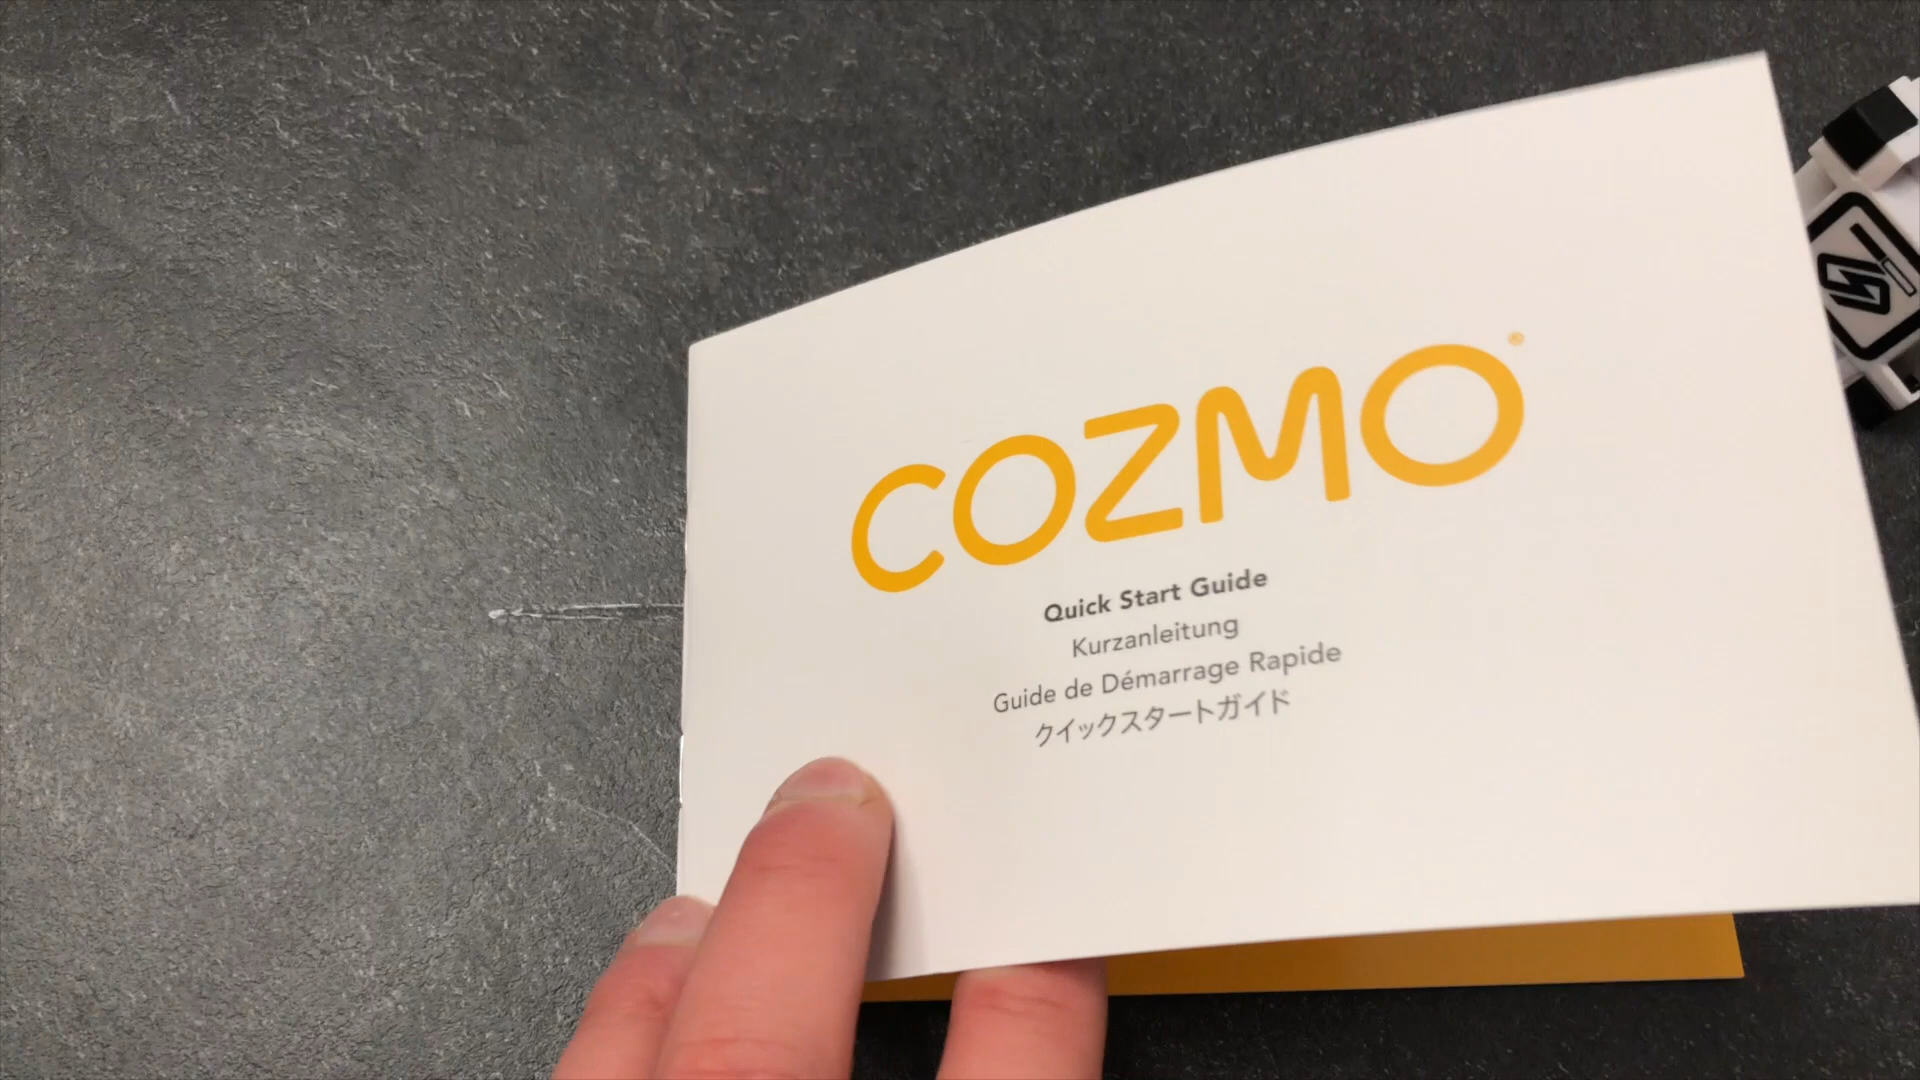 COZMO®
Quick Start Guide
Kurzanleitung
Guide de Démarrage Rapide
クイックスタートガイド